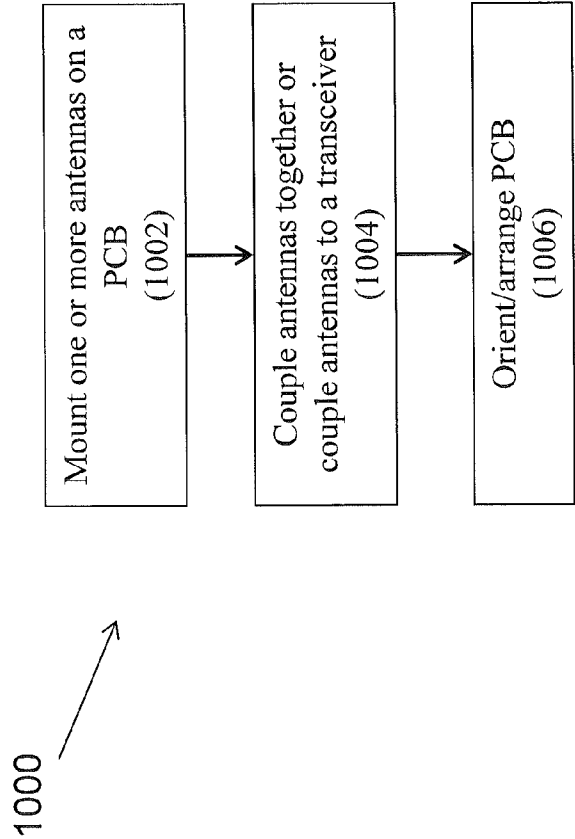 1000
Mount one or more antennas on a
PCB
(1002)
Couple antennas together or
couple antennas to a transceiver
(1004)
Orient/arrange PCB
(1006)